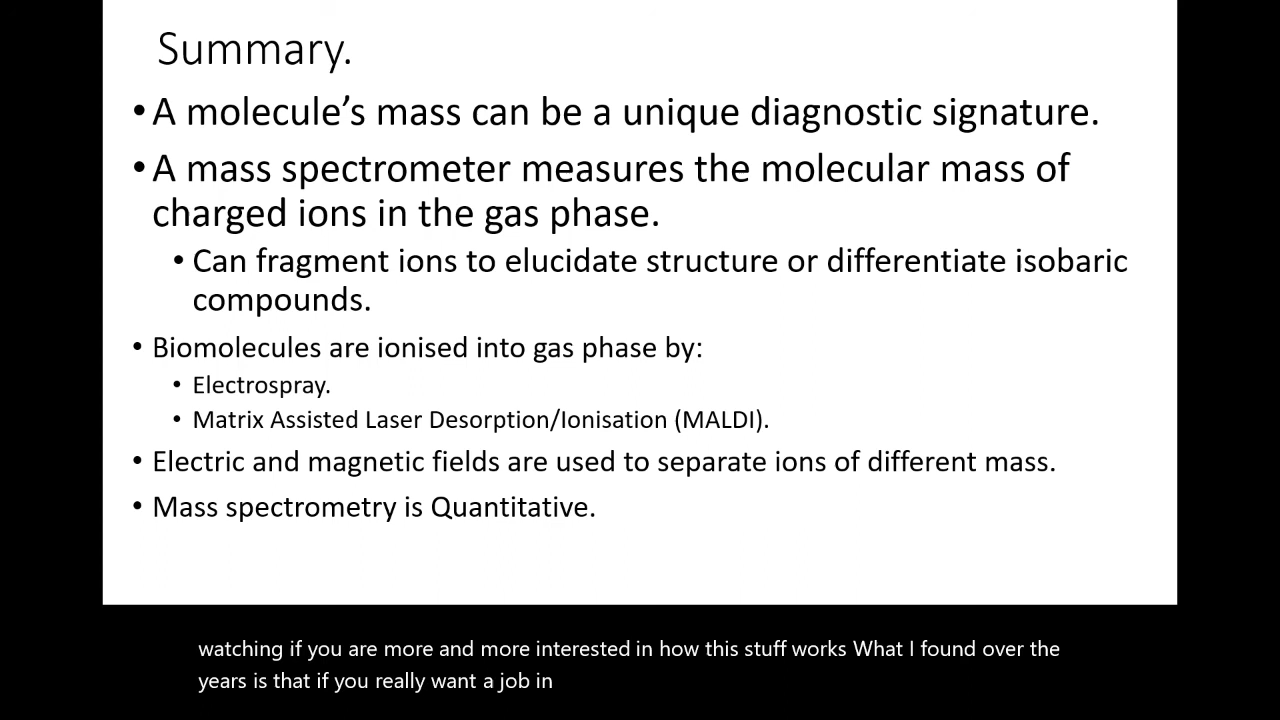 Summary.
• A molecule’s mass can be a unique diagnostic signature.
• A mass spectrometer measures the molecular mass of
charged ions in the gas phase.
• Can fragment ions to elucidate structure or differentiate isobaric
compounds.
• Biomolecules are ionised into gas phase by:
• Electrospray.
• Matrix Assisted Laser Desorption/Ionisation (MALDI).
• Electric and magnetic fields are used to separate ions of different mass.
• Mass spectrometry is Quantitative.
watching if you are more and more interested in how this stuff works What I found over the
years is that if you really want a job in